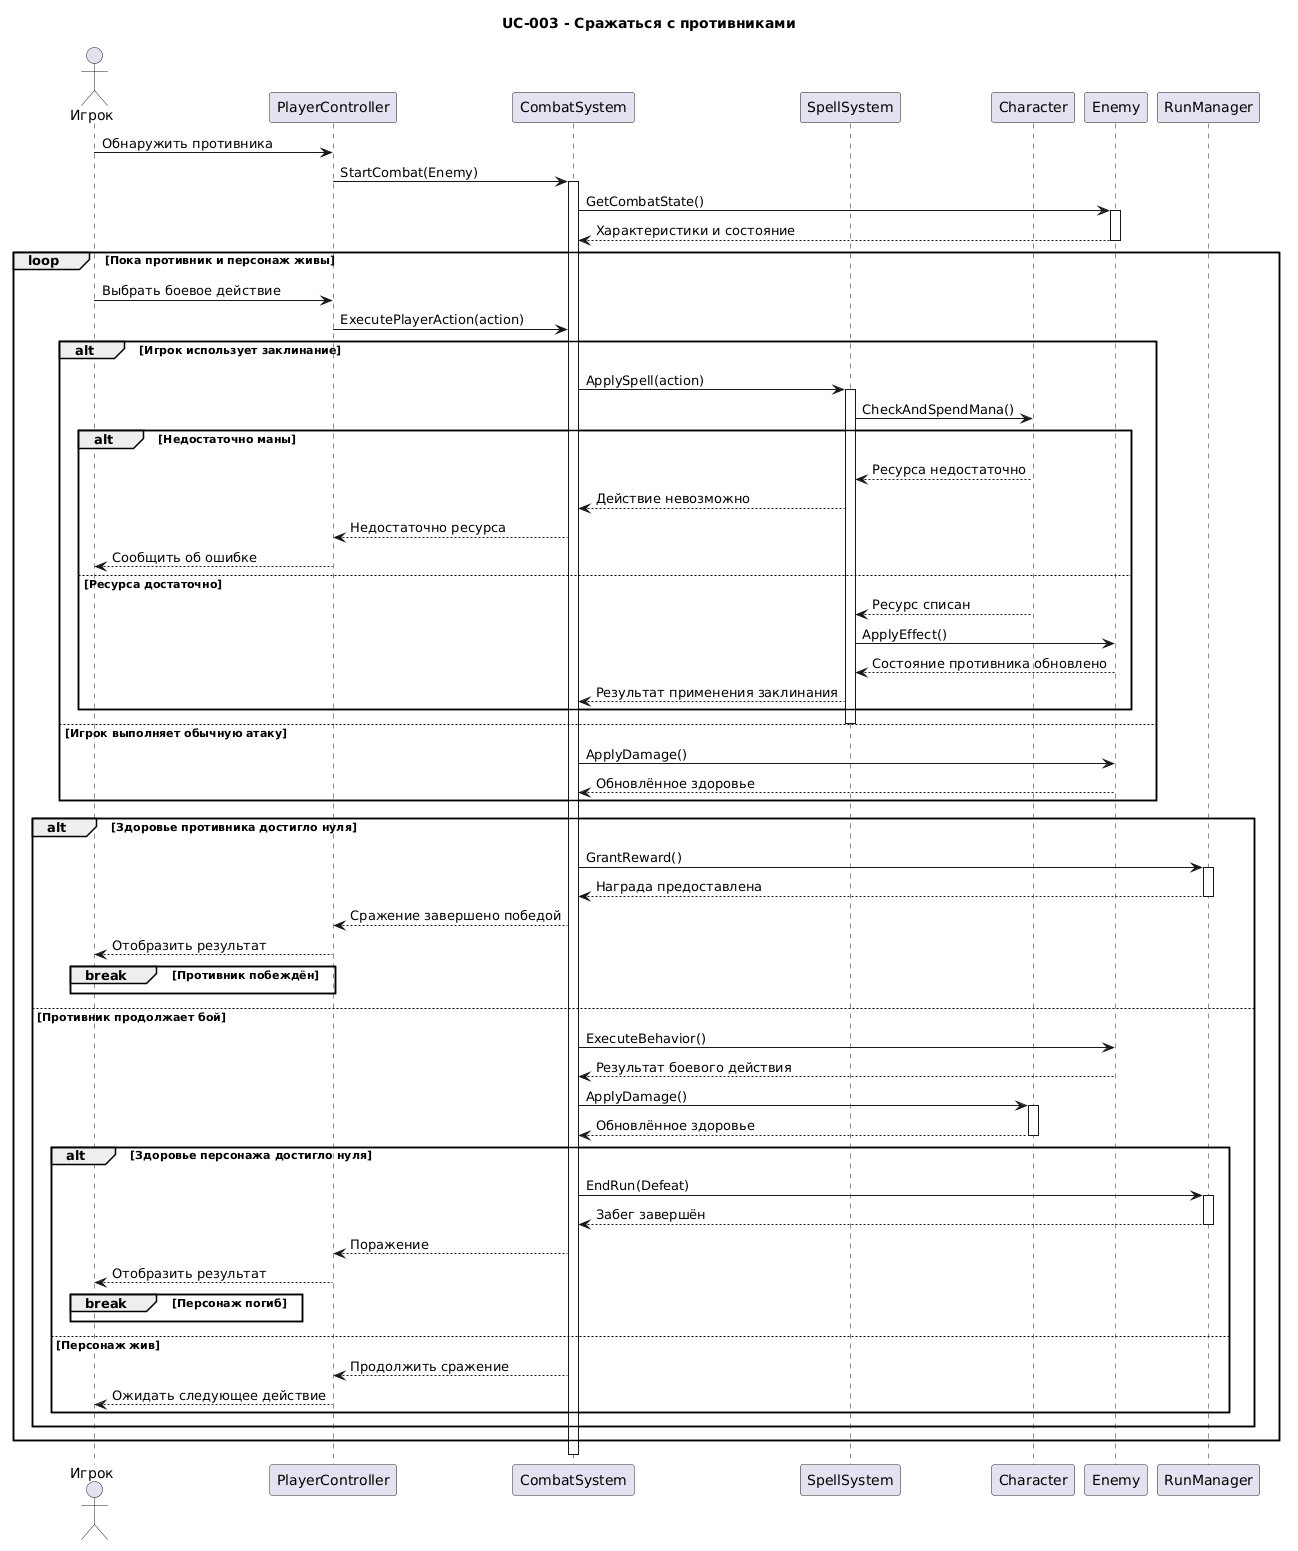 UC-003 - Сражаться с противниками
Игрок
PlayerController
CombatSystem
SpellSystem
Character
Enemy
RunManager
Обнаружить противника
StartCombat(Enemy)
GetCombatState()
Характеристики и состояние
loop [Пока противник и персонаж живы]
Выбрать боевое действие
ExecutePlayerAction(action)
alt [Игрок использует заклинание]
ApplySpell(action)
CheckAndSpendMana()
alt [Недостаточно маны]
Ресурса недостаточно
Действие невозможно
Недостаточно ресурса
Сообщить об ошибке
[Ресурса достаточно]
Ресурс списан
ApplyEffect()
Состояние противника обновлено
Результат применения заклинания
[Игрок выполняет обычную атаку]
ApplyDamage()
Обновлённое здоровье
alt [Здоровье противника достигло нуля]
GrantReward()
Награда предоставлена
Сражение завершено победой
Отобразить результат
break [Противник побеждён]
[Противник продолжает бой]
ExecuteBehavior()
Результат боевого действия
ApplyDamage()
Обновлённое здоровье
alt [Здоровье персонажа достигло нуля]
EndRun(Defeat)
Забег завершён
Поражение
Отобразить результат
break [Персонаж погиб]
[Персонаж жив]
Продолжить сражение
Ожидать следующее действие
Игрок
PlayerController
CombatSystem
SpellSystem
Character
Enemy
RunManager